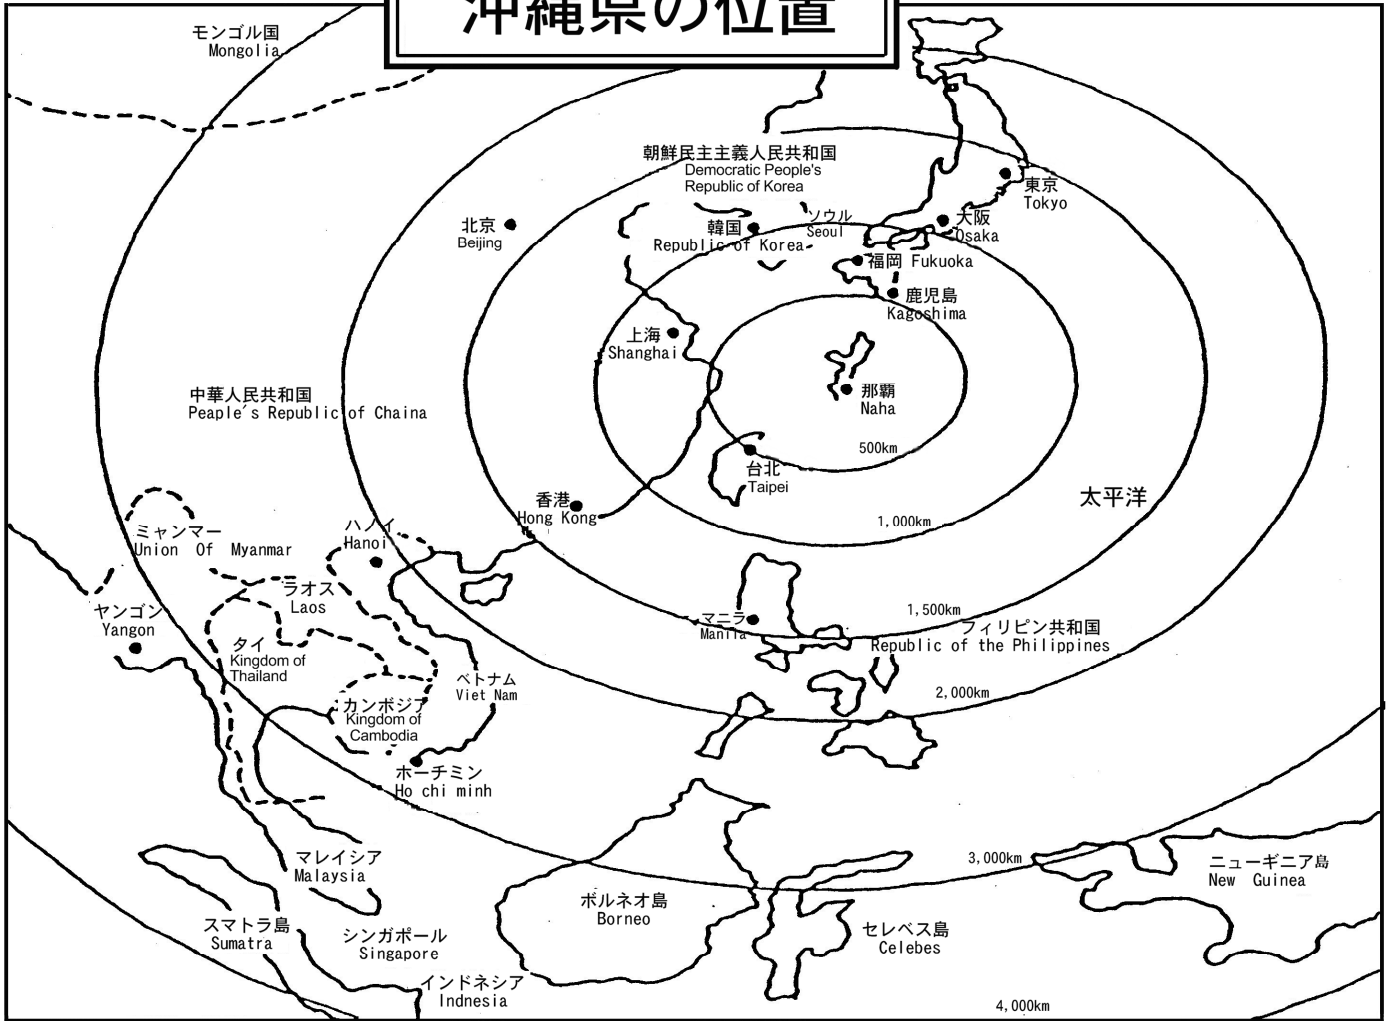 沖縄県の位置
モンゴル国
Mongolia
朝鮮民主主義人民共和国
Democratic People's
Republic of Korea
東京
Tokyo
北京
Beijing
韓国
Republic of Korea
ソウル
Seoul
大阪
Osaka
福岡 Fukuoka
鹿児島
Kagoshima
上海
Shanghai
中華人民共和国
Peaple's Republic of Chaina
那覇
Naha
500km
台北
Taipei
太平洋
香港
Hong Kong
1,000km
ミャンマー
Union Of Myanmar
ハノイ
Hanoi
ラオス
Laos
ヤンゴン
Yangon
マニラ
Manila
1,500km
フィリピン共和国
Republic of the Philippines
タイ
Kingdom of
Thailand
ベトナム
Viet Nam
2,000km
カンボジア
Kingdom of
Cambodia
ホーチミン
Ho chi minh
マレイシア
Malaysia
3,000km
ニューギニア島
New Guinea
ボルネオ島
Borneo
スマトラ島
Sumatra
シンガポール
Singapore
セレベス島
Celebes
インドネシア
Indnesia
4,000km